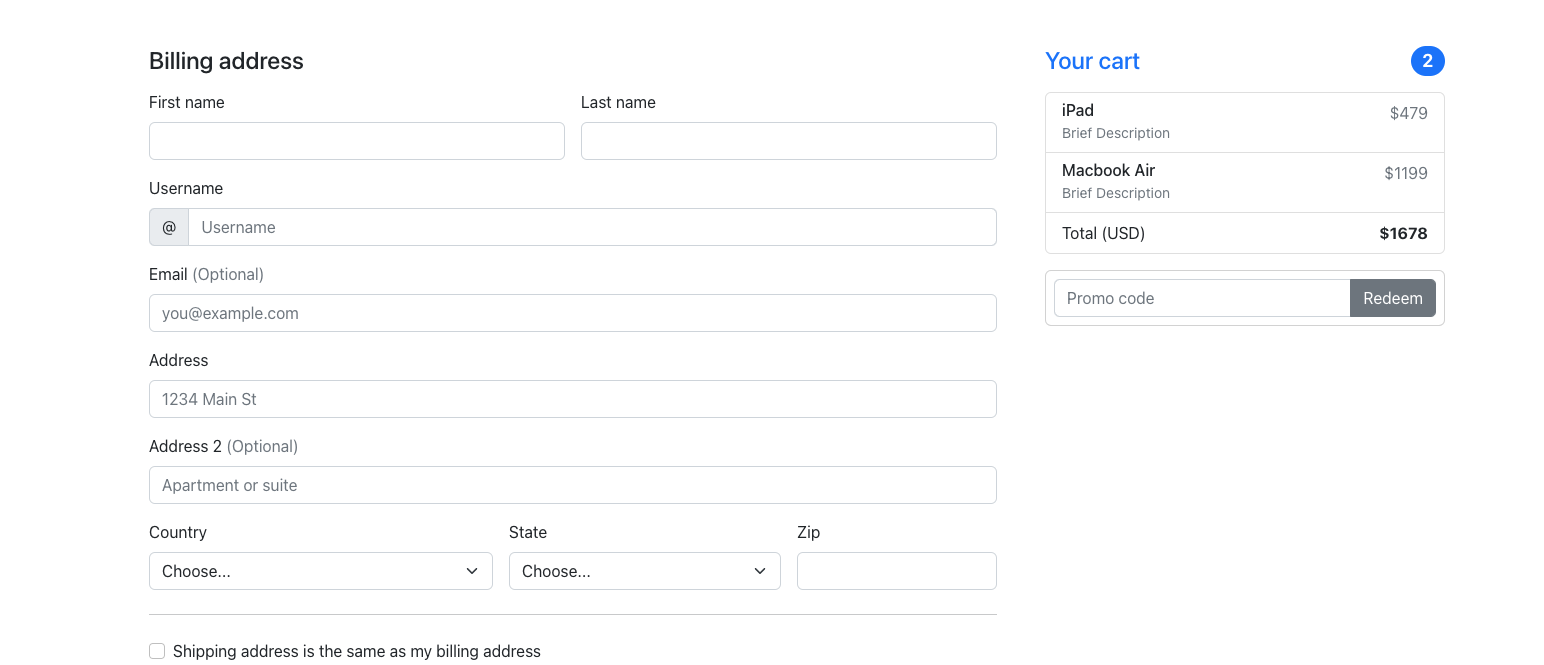 Billing address
First name Last name
Username
@ Username
Email (Optional)
you@example.com
Address
1234 Main St
Address 2 (Optional)
Apartment or suite
Country State Zip
Choose... Choose...
Shipping address is the same as my billing address
Your cart 2
iPad $479
Brief Description
Macbook Air $1199
Brief Description
Total (USD) $1678
Promo code Redeem